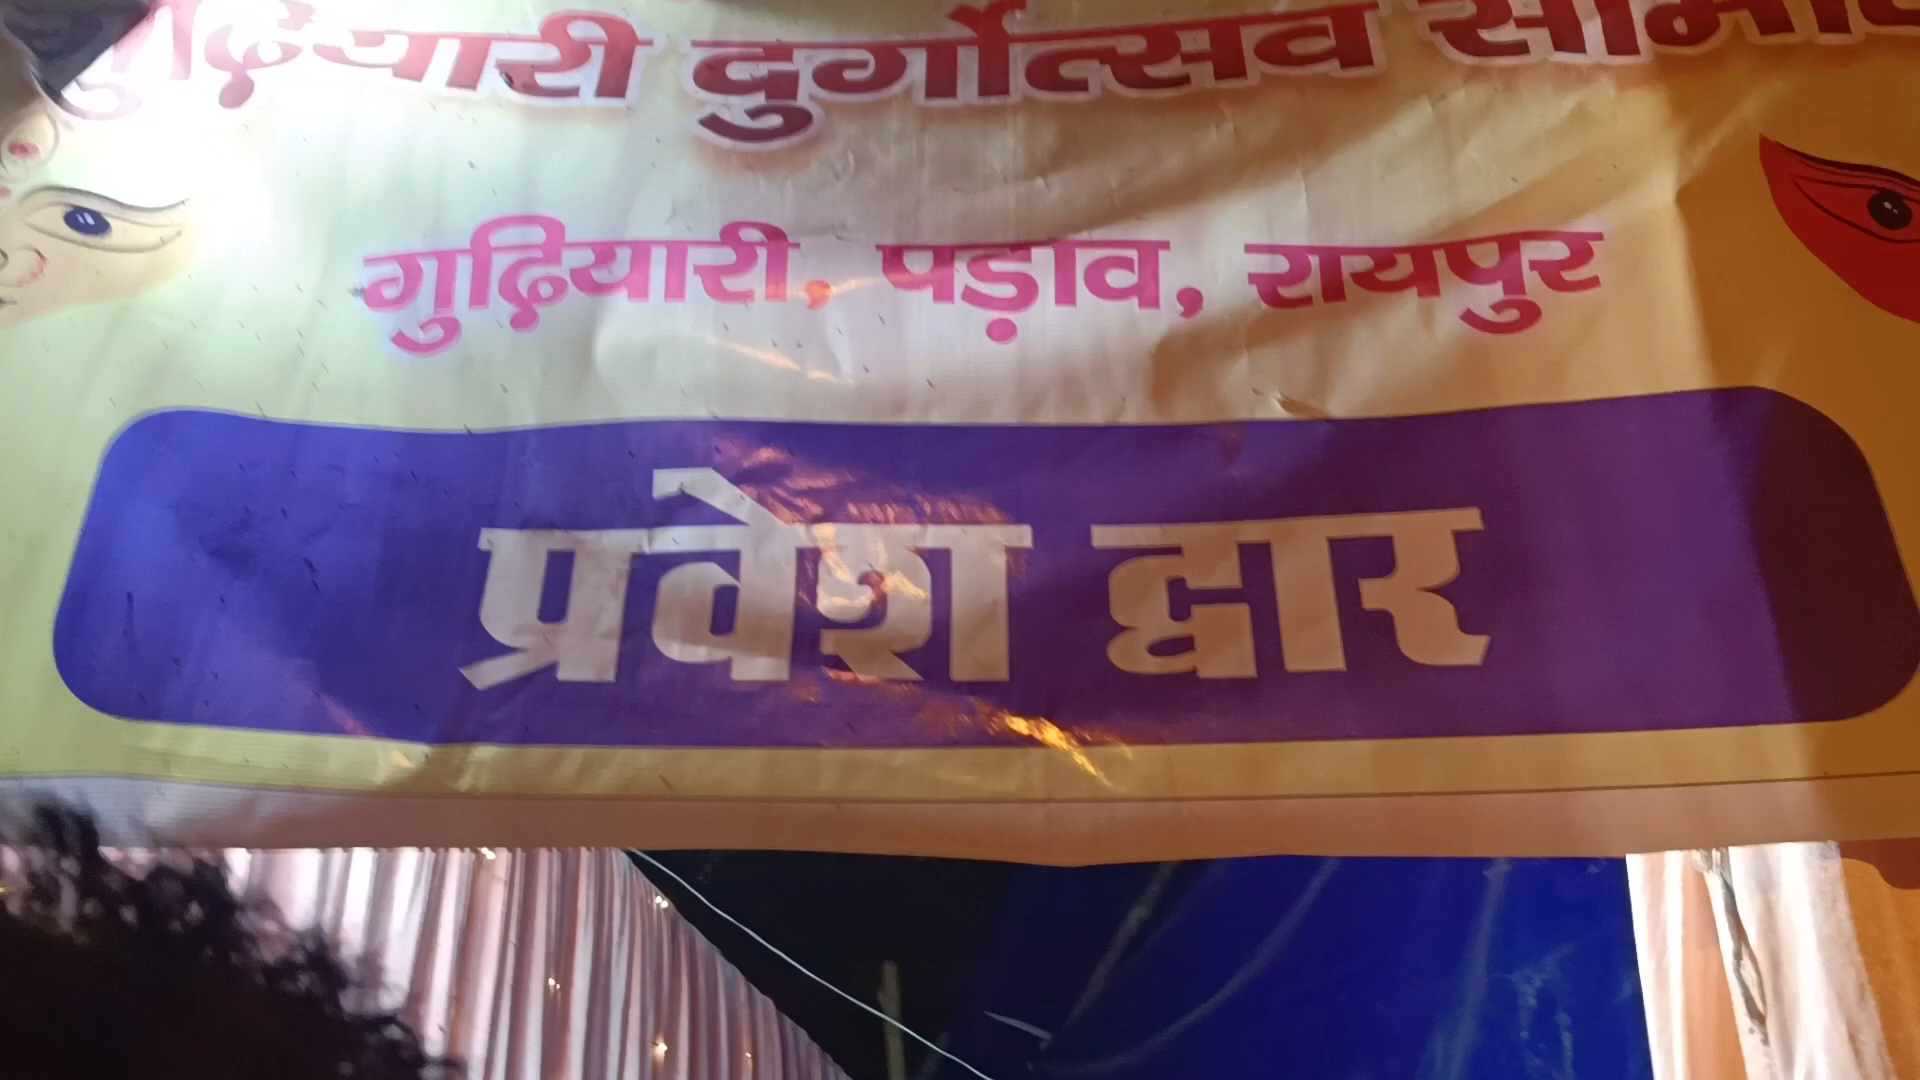 गुढ़ियारी दुर्गोत्सव
गुढ़ियारी, पड़ाव, रायपुर
प्रवेश द्वार